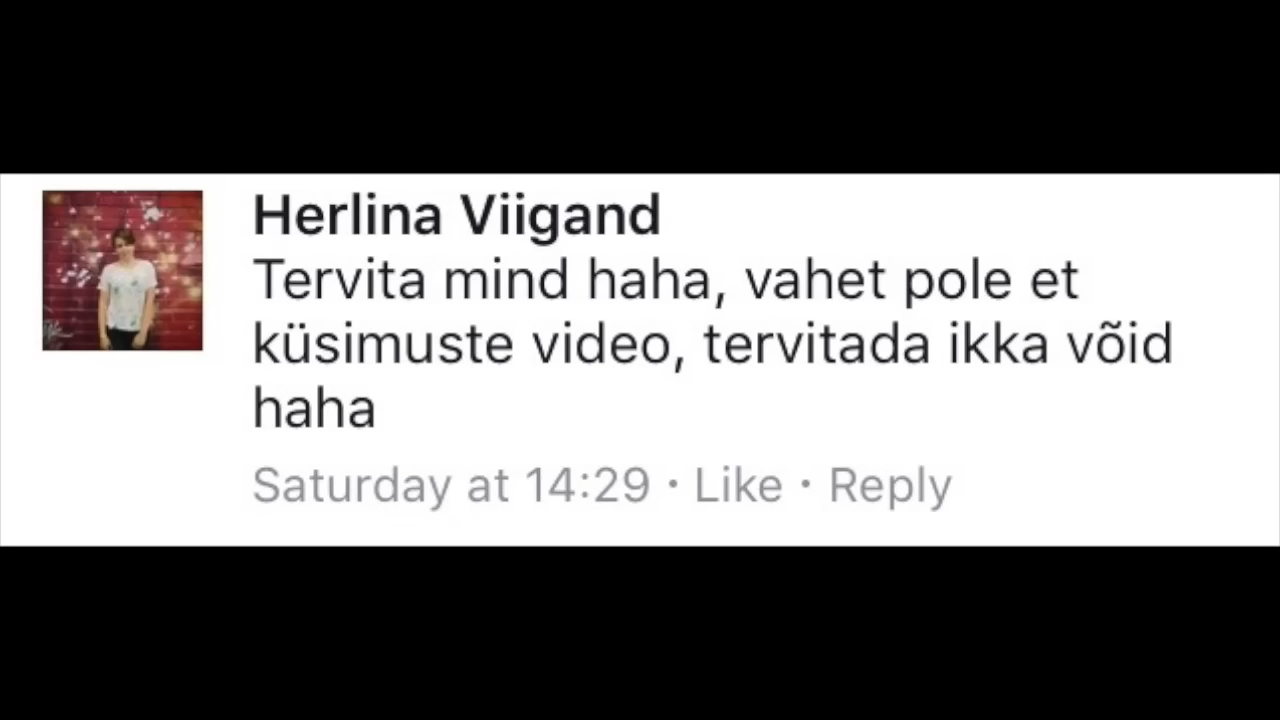 Herlina Viigand
Tervita mind haha, vahet pole et
küsimuste video, tervitada ikka võid
haha
Saturday at 14:29 · Like · Reply